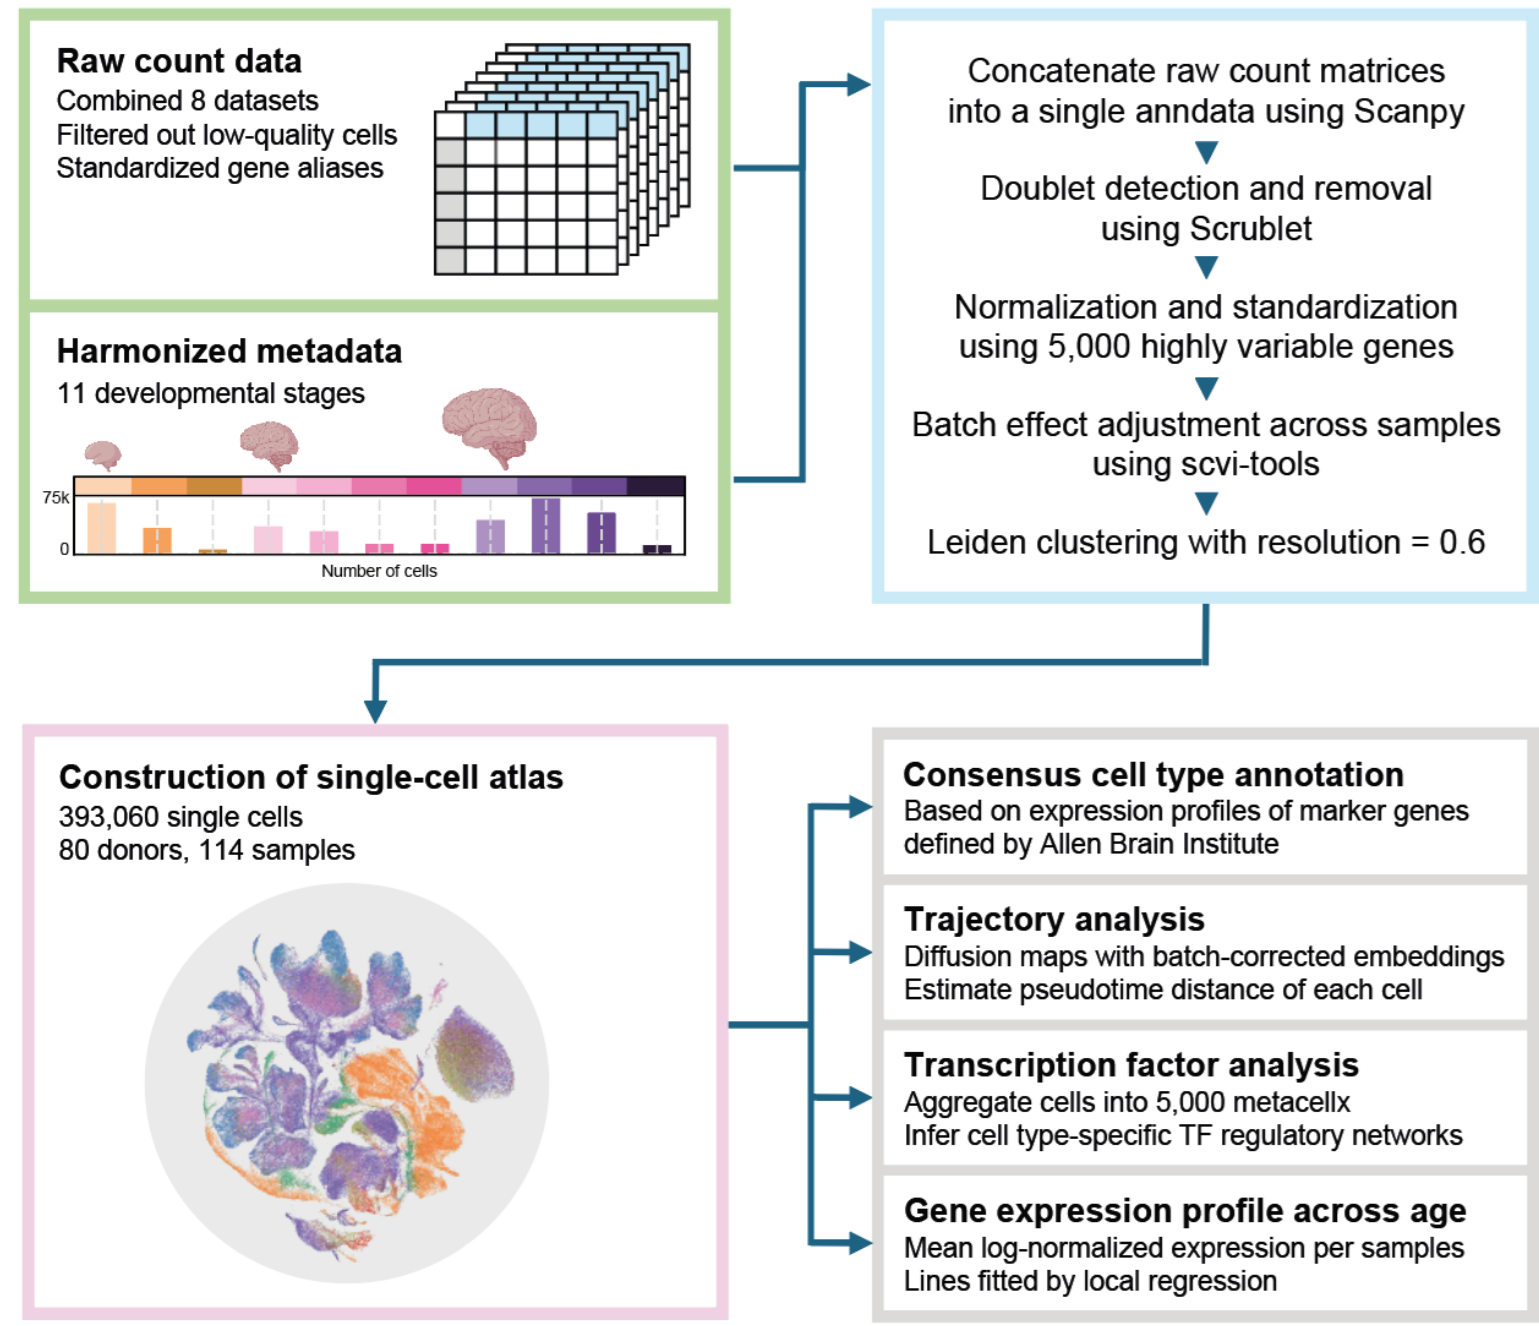 Raw count data
Combined 8 datasets
Filtered out low-quality cells
Standardized gene aliases
Harmonized metadata
11 developmental stages
75k
0
Number of cells
Concatenate raw count matrices
into a single anndata using Scanpy
Doublet detection and removal
using Scrublet
Normalization and standardization
using 5,000 highly variable genes
Batch effect adjustment across samples
using scvi-tools
Leiden clustering with resolution = 0.6
Construction of single-cell atlas
393,060 single cells
80 donors, 114 samples
Consensus cell type annotation
Based on expression profiles of marker genes
defined by Allen Brain Institute
Trajectory analysis
Diffusion maps with batch-corrected embeddings
Estimate pseudotime distance of each cell
Transcription factor analysis
Aggregate cells into 5,000 metacellx
Infer cell type-specific TF regulatory networks
Gene expression profile across age
Mean log-normalized expression per samples
Lines fitted by local regression